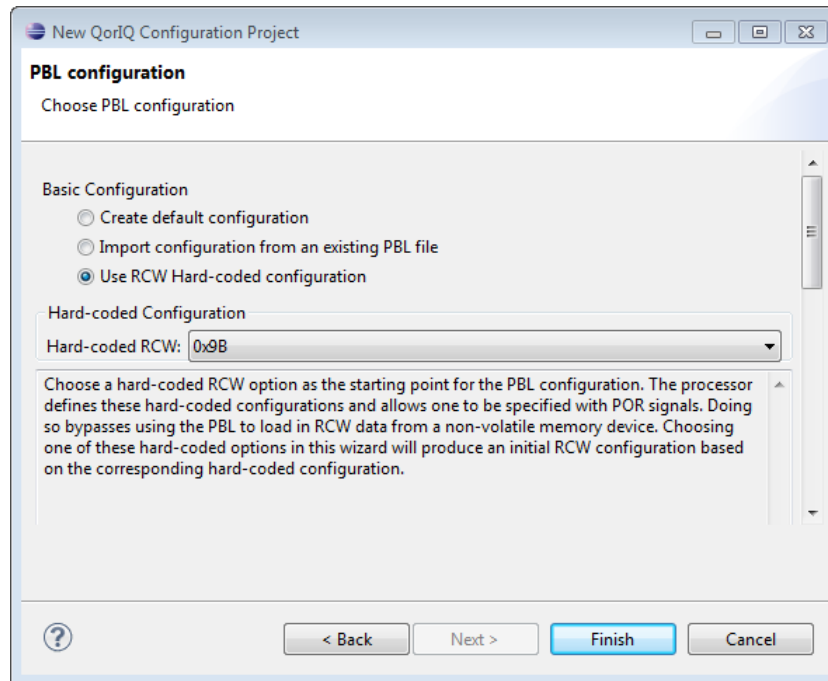 New QorIQ Configuration Project
PBL configuration
Choose PBL configuration
Basic Configuration
Create default configuration
Import configuration from an existing PBL file
Use RCW Hard-coded configuration
Hard-coded Configuration
Hard-coded RCW: 0x9B
Choose a hard-coded RCW option as the starting point for the PBL configuration. The processor
defines these hard-coded configurations and allows one to be specified with POR signals. Doing
so bypasses using the PBL to load in RCW data from a non-volatile memory device. Choosing
one of these hard-coded options in this wizard will produce an initial RCW configuration based
on the corresponding hard-coded configuration.
? < Back Next > Finish Cancel